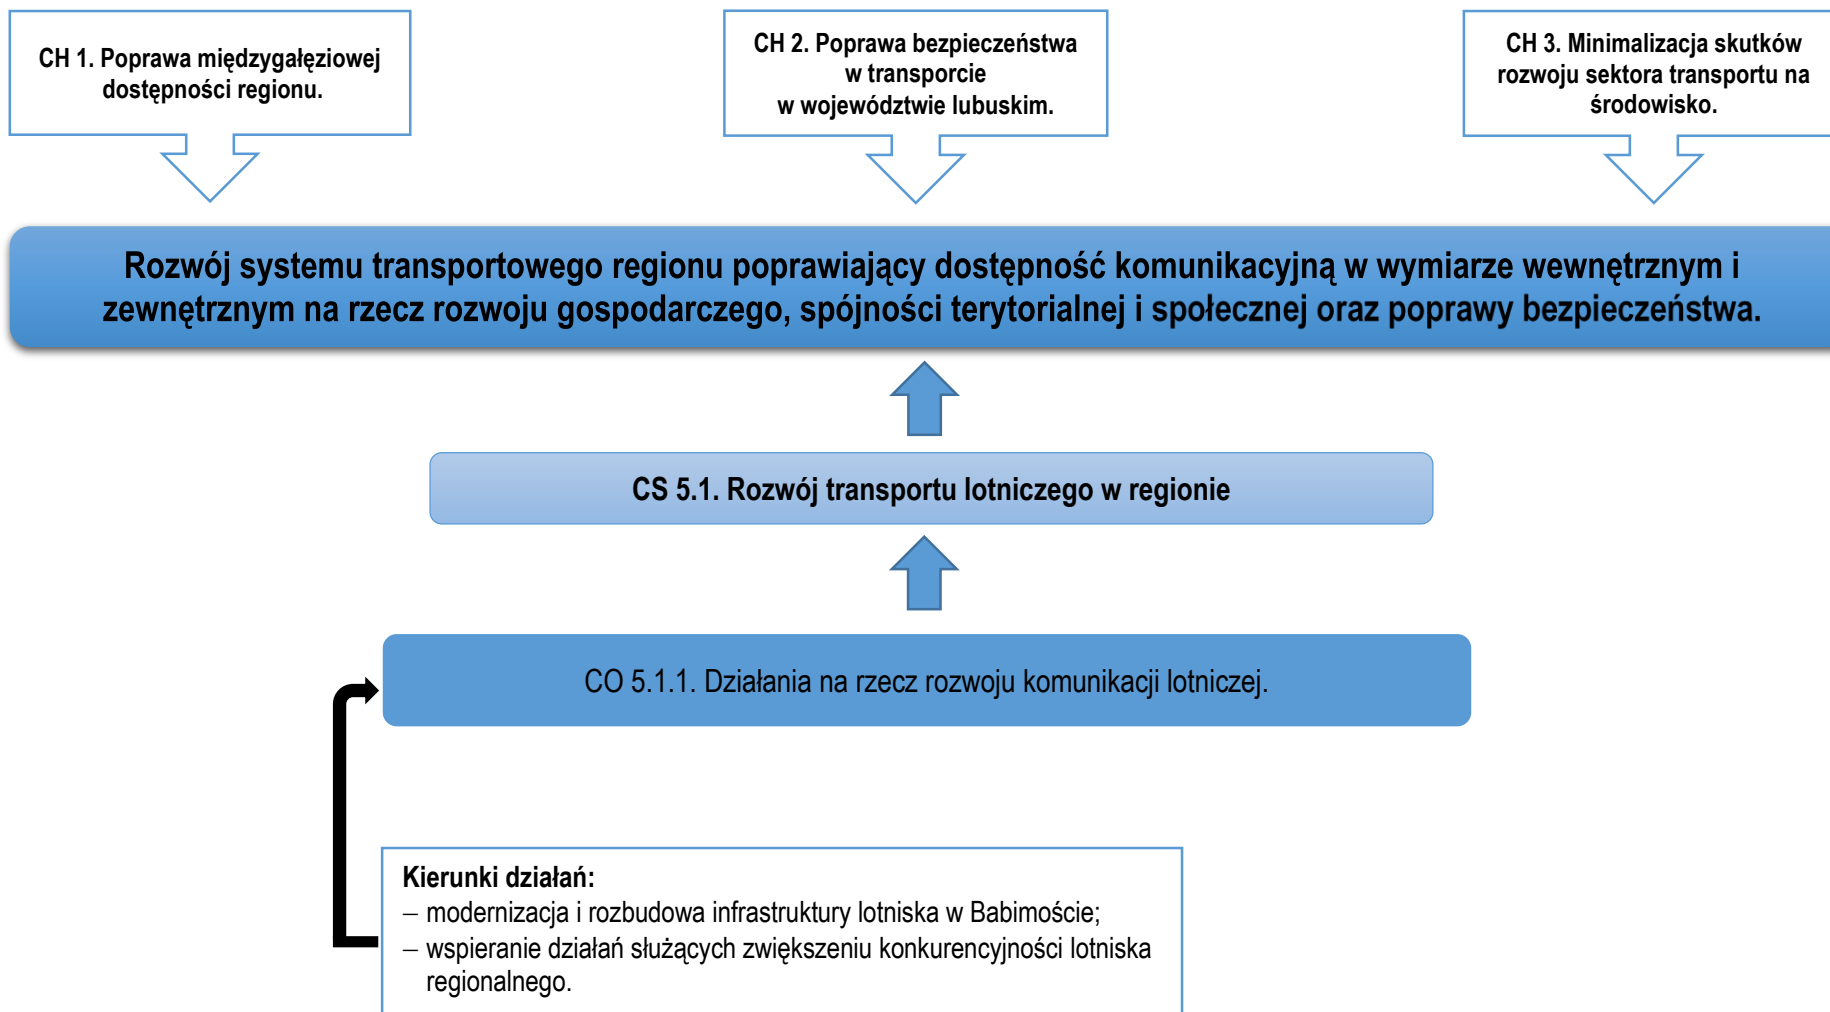 CH 1. Poprawa międzygałęziowej
dostępności regionu.
CH 2. Poprawa bezpieczeństwa
w transporcie
w województwie lubuskim.
CH 3. Minimalizacja skutków
rozwoju sektora transportu na
środowisko.
Rozwój systemu transportowego regionu poprawiający dostępność komunikacyjną w wymiarze wewnętrznym i
zewnętrznym na rzecz rozwoju gospodarczego, spójności terytorialnej i społecznej oraz poprawy bezpieczeństwa.
CS 5.1. Rozwój transportu lotniczego w regionie
CO 5.1.1. Działania na rzecz rozwoju komunikacji lotniczej.
Kierunki działań:
– modernizacja i rozbudowa infrastruktury lotniska w Babimoście;
– wspieranie działań służących zwiększeniu konkurencyjności lotniska
regionalnego.